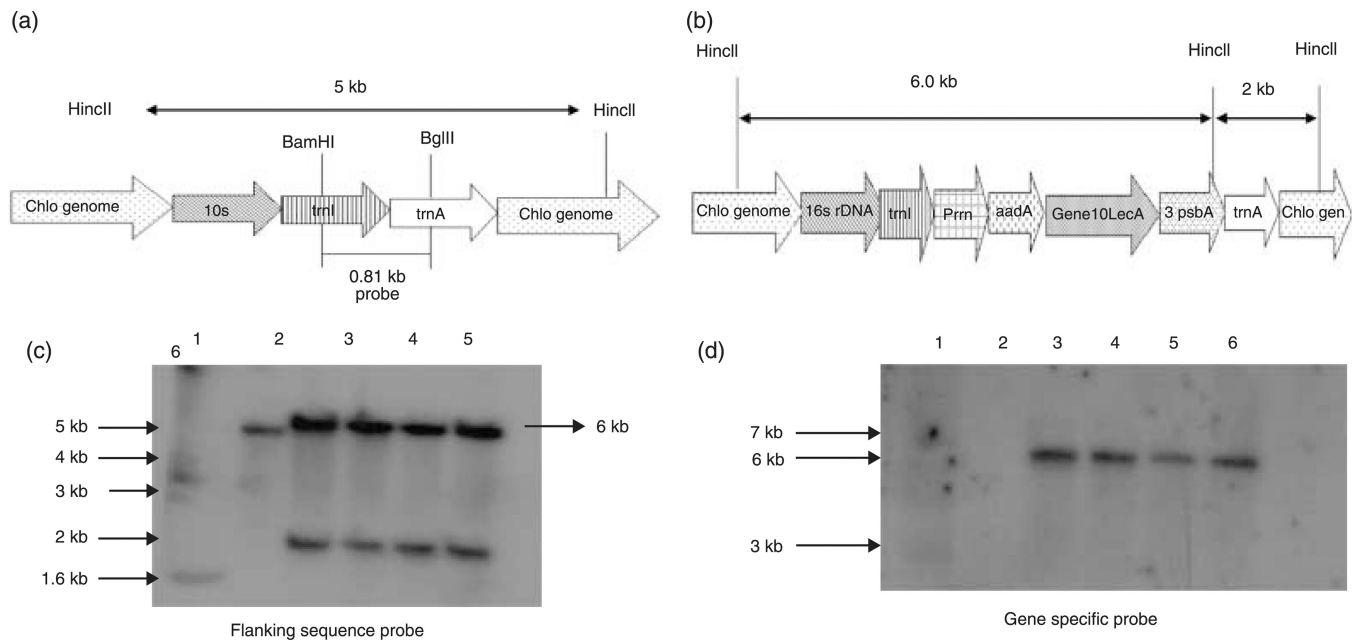 (a)
5 kb
HincII
HincII
BamHI
BglII
Chlo genome
10s
trnI
trnA
Chlo genome
0.81 kb
probe
(b)
HincII
HincII
HincII
6.0 kb
2 kb
Chlo genome
16s rDNA
trnI
Prrn
aadA
Gene10LecA
3 psbA
trnA
Chlo gen
(c)
6 1 2 3 4 5
5 kb
4 kb
3 kb
2 kb
1.6 kb
6 kb
Flanking sequence probe
(d)
1 2 3 4 5 6
7 kb
6 kb
3 kb
Gene specific probe